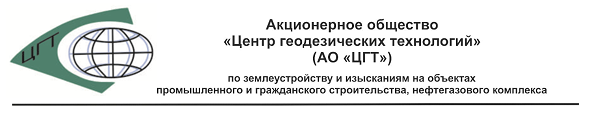 ЦГТ
Акционерное общество
«Центр геодезических технологий»
(АО «ЦГТ»)
по землеустройству и изысканиям на объектах
промышленного и гражданского строительства, нефтегазового комплекса